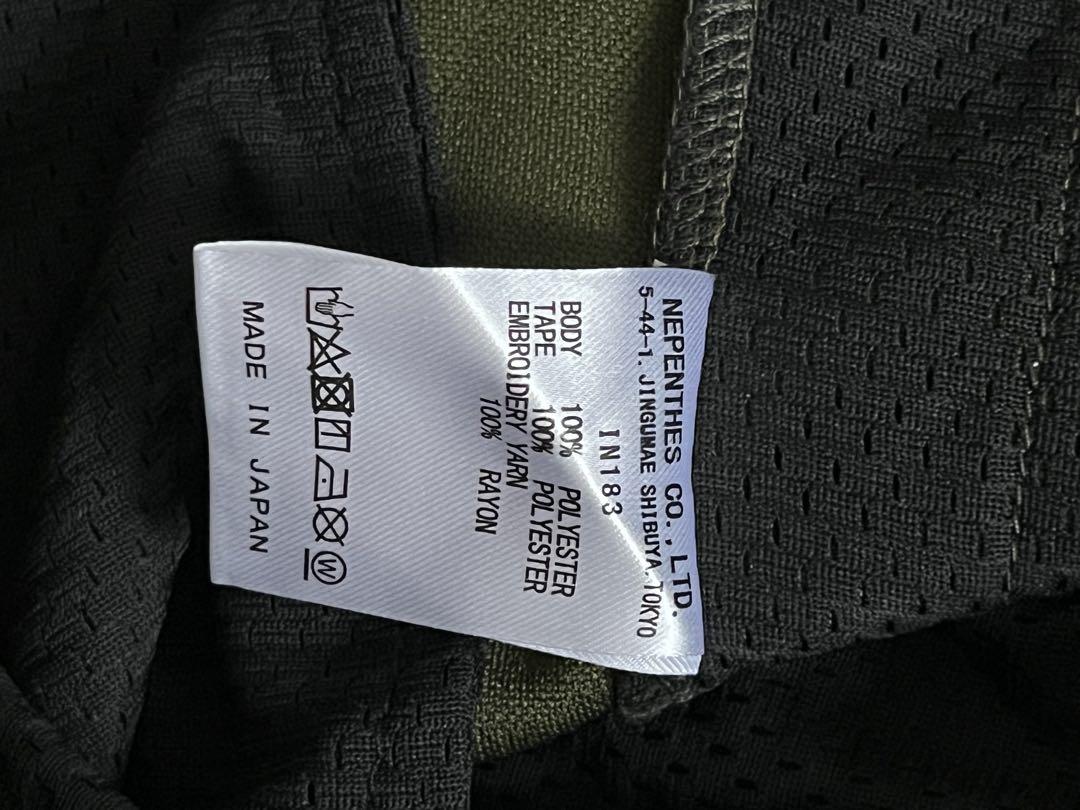 NEPENTHES CO., LTD.
5-44-1. JINGUMAE SHIBUYA. TOKYO
IN183
BODY 100% POLYESTER
TAPE 100% POLYESTER
EMBROIDERY YARN
100% RAYON
W
MADE IN JAPAN